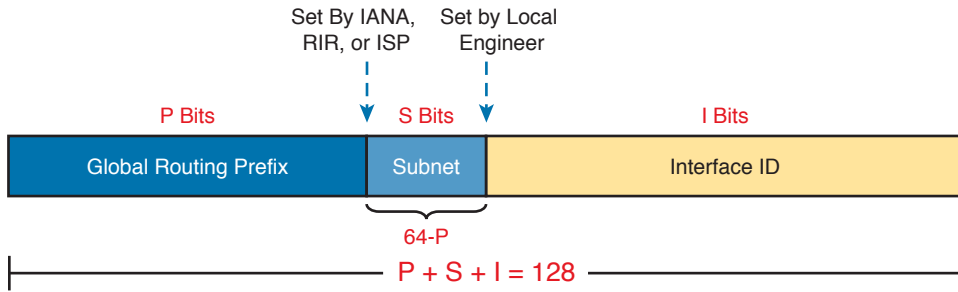 Set By IANA,
RIR, or ISP
Set by Local
Engineer
P Bits
S Bits
I Bits
Global Routing Prefix
Subnet
Interface ID
64-P
P + S + I = 128